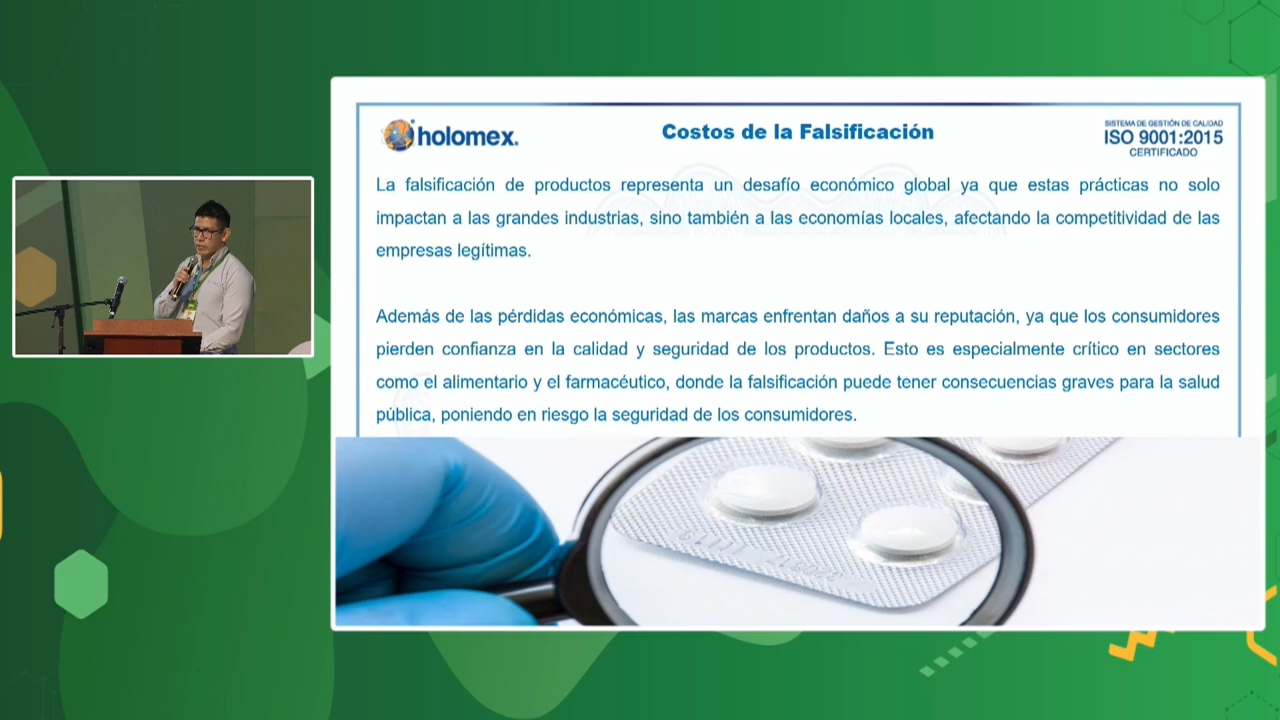 holomex.
Costos de la Falsificación
SISTEMA DE GESTIÓN DE CALIDAD
ISO 9001:2015
CERTIFICADO
La falsificación de productos representa un desafío económico global ya que estas prácticas no solo
impactan a las grandes industrias, sino también a las economías locales, afectando la competitividad de las
empresas legítimas.
Además de las pérdidas económicas, las marcas enfrentan daños a su reputación, ya que los consumidores
pierden confianza en la calidad y seguridad de los productos. Esto es especialmente crítico en sectores
como el alimentario y el farmacéutico, donde la falsificación puede tener consecuencias graves para la salud
pública, poniendo en riesgo la seguridad de los consumidores.